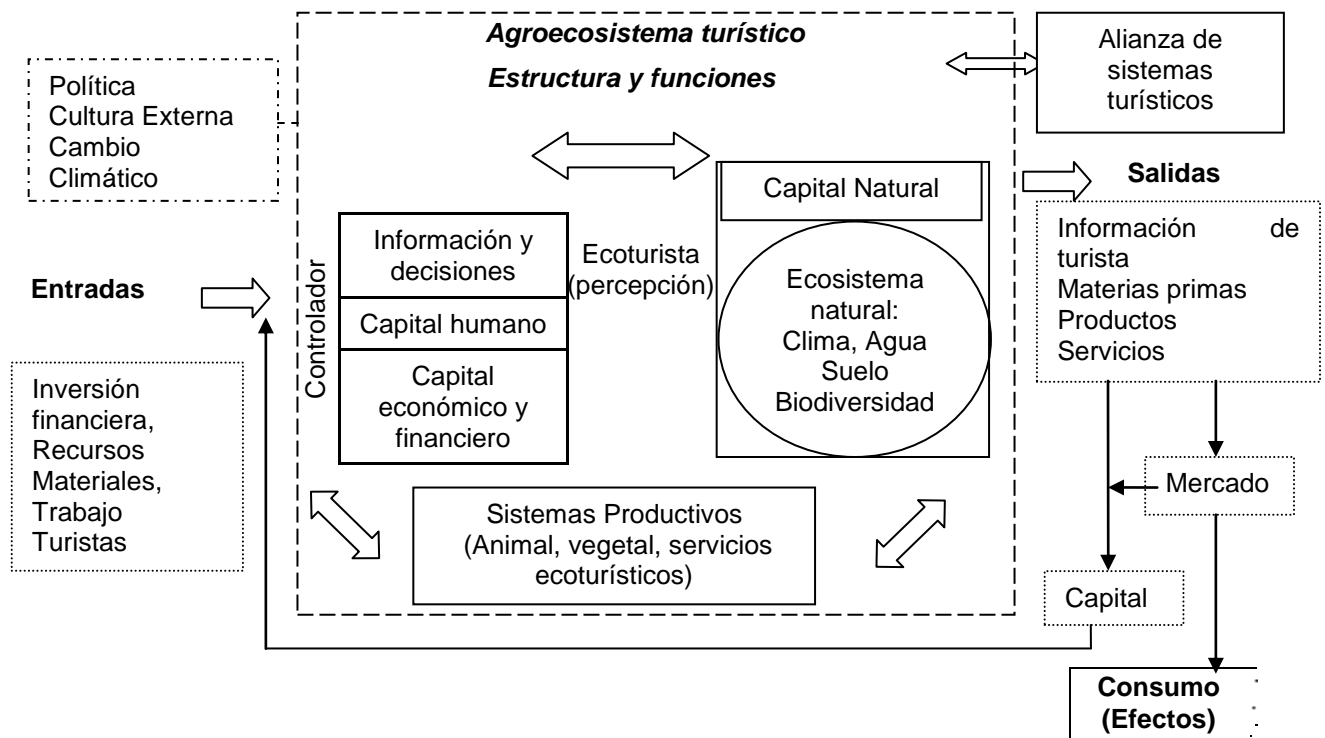 Agroecosistema turístico
Estructura y funciones
Alianza de
sistemas
turísticos
Política
Cultura Externa
Cambio
Climático
Entradas
Inversión
financiera,
Recursos
Materiales,
Trabajo
Turistas
Controlador
Información y
decisiones
Capital humano
Capital
económico y
financiero
Ecoturista
(percepción)
Capital Natural
Ecosistema
natural:
Clima, Agua
Suelo
Biodiversidad
Sistemas Productivos
(Animal, vegetal, servicios
ecoturísticos)
Salidas
Información de
turista
Materias primas
Productos
Servicios
Mercado
Capital
Consumo
(Efectos)